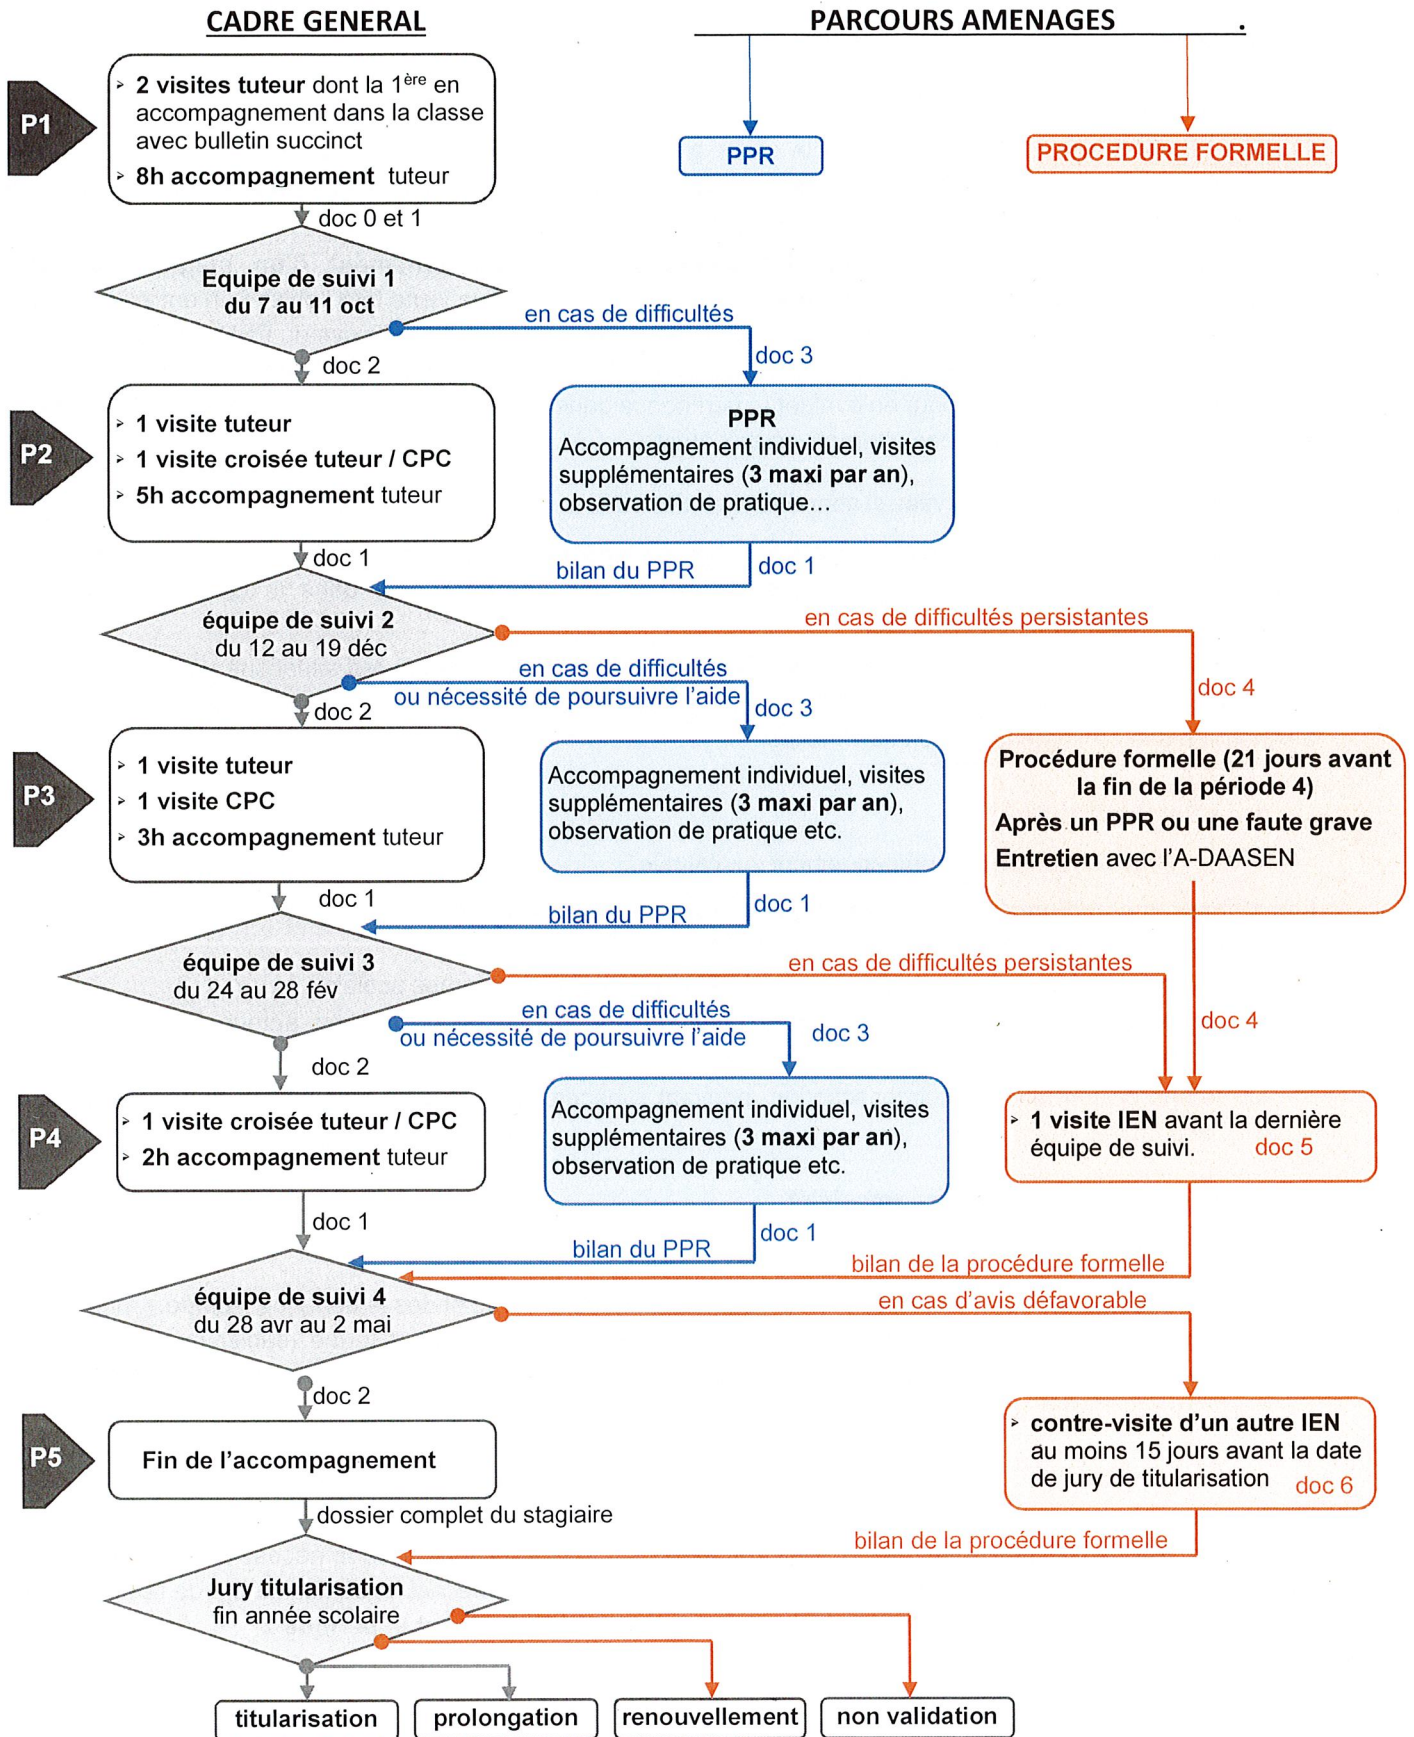 CADRE GENERAL
PARCOURS AMENAGES .
P1
➢ 2 visites tuteur dont la 1ère en
accompagnement dans la classe
avec bulletin succinct
➢ 8h accompagnement tuteur
PPR
PROCEDURE FORMELLE
doc 0 et 1
Equipe de suivi 1
du 7 au 11 oct
en cas de difficultés
doc 3
doc 2
P2
➢ 1 visite tuteur
➢ 1 visite croisée tuteur / CPC
➢ 5h accompagnement tuteur
PPR
Accompagnement individuel, visites
supplémentaires (3 maxi par an),
observation de pratique…
doc 1
bilan du PPR
doc 1
équipe de suivi 2
du 12 au 19 déc
en cas de difficultés persistantes
en cas de difficultés
ou nécessité de poursuivre l'aide
doc 3
doc 4
doc 2
P3
➢ 1 visite tuteur
➢ 1 visite CPC
➢ 3h accompagnement tuteur
Accompagnement individuel, visites
supplémentaires (3 maxi par an),
observation de pratique etc.
Procédure formelle (21 jours avant
la fin de la période 4)
Après un PPR ou une faute grave
Entretien avec l'A-DAASEN
doc 1
bilan du PPR
doc 1
équipe de suivi 3
du 24 au 28 fév
en cas de difficultés persistantes
en cas de difficultés
ou nécessité de poursuivre l'aide
doc 3
doc 4
doc 2
P4
➢ 1 visite croisée tuteur / CPC
➢ 2h accompagnement tuteur
Accompagnement individuel, visites
supplémentaires (3 maxi par an),
observation de pratique etc.
➢ 1 visite IEN avant la dernière
équipe de suivi. doc 5
doc 1
bilan du PPR
doc 1
bilan de la procédure formelle
équipe de suivi 4
du 28 avr au 2 mai
en cas d'avis défavorable
doc 2
P5
Fin de l'accompagnement
➢ contre-visite d'un autre IEN
au moins 15 jours avant la date
de jury de titularisation doc 6
dossier complet du stagiaire
bilan de la procédure formelle
Jury titularisation
fin année scolaire
titularisation
prolongation
renouvellement
non validation